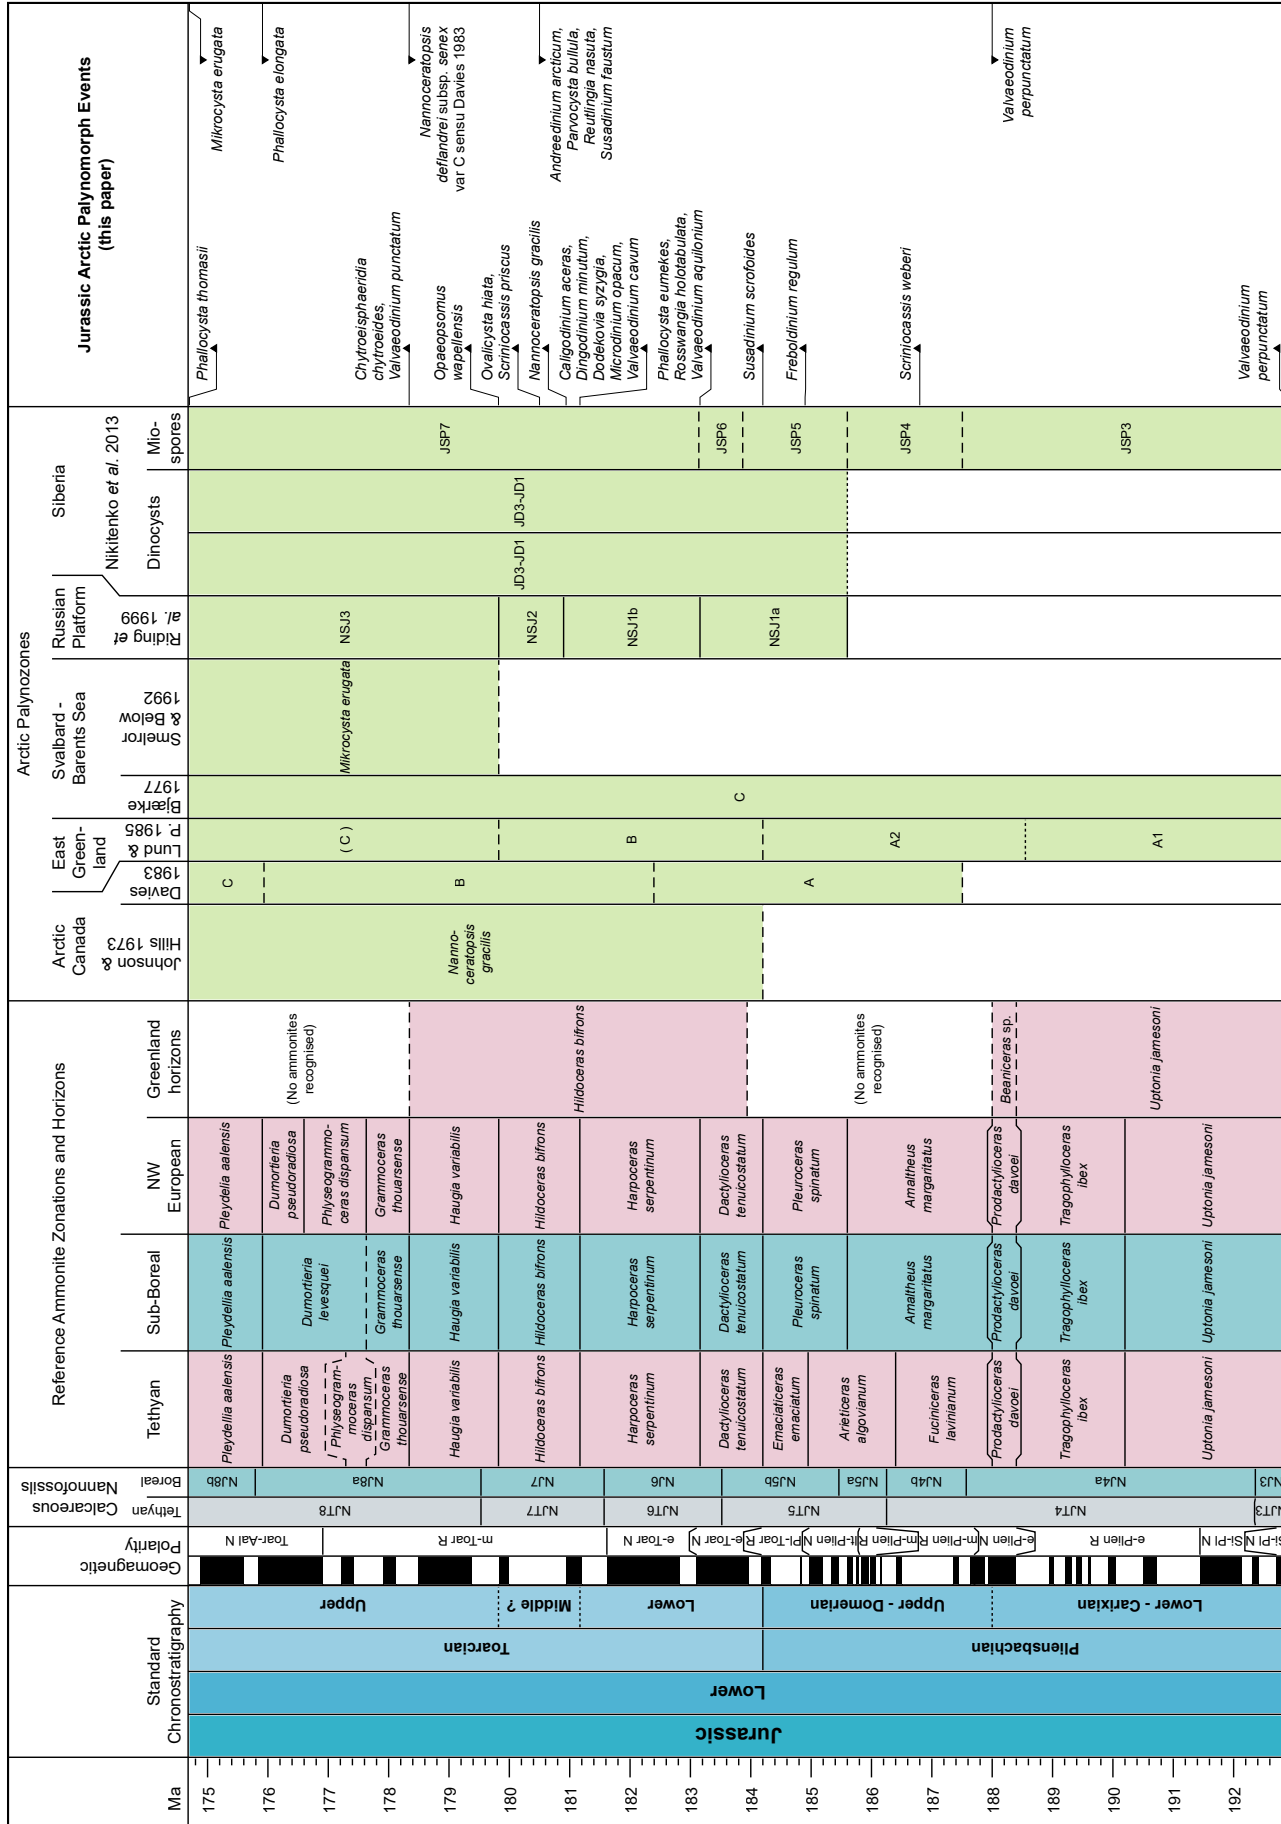 Ma
175
176
177
178
179
180
181
182
183
184
185
186
187
188
189
190
191
192
Standard
Chronostratigraphy
Jurassic
Lower
Toarcian
Pliensbachian
Upper
Middle ?
Lower
Upper - Domerian
Lower - Carixian
Geomagnetic
Polarity
Toar-Aal N
m-Toar R
e-Toar N
e-Toar N
Pl-Toar R
lt-Plien N
m-Plien R
m-Plien N
e-Plien N
e-Plien R
Si-Pl N
Si-Pl N
Calcareous
Nannofossils
Tethyan
Boreal
NJT8
NJT7
NJT6
NJT5
NJT4
NJT3
NJ8b
NJ8a
NJ7
NJ6
NJ5b
NJ5a
NJ4b
NJ4a
NJ3
Reference Ammonite Zonations and Horizons
Tethyan
Pleydellia aalensis
Dumortieria
pseudoradiosa
Phlyseogram-
moceras
dispansum
Grammoceras
thouarsense
Haugia variabilis
Hildoceras bifrons
Harpoceras
serpentinum
Dactylioceras
tenuicostatum
Emaciaticeras
emaciatum
Arieticeras
algovianum
Fuciniceras
lavinianum
Prodactylioceras
davoei
Tragophylloceras
ibex
Uptonia jamesoni
Sub-Boreal
Pleydellia aalensis
Dumortieria
levesquei
Grammoceras
thouarsense
Haugia variabilis
Hildoceras bifrons
Harpoceras
serpentinum
Dactylioceras
tenuicostatum
Pleuroceras
spinatum
Amaltheus
margaritatus
Prodactylioceras
davoei
Tragophylloceras
ibex
Uptonia jamesoni
NW
European
Pleydelia aalensis
Dumortieria
pseudoradiosa
Phlyseogrammo-
ceras dispansum
Grammoceras
thouarsense
Haugia variabilis
Hildoceras bifrons
Harpoceras
serpentinum
Dactylioceras
tenuicostatum
Pleuroceras
spinatum
Amaltheus
margaritatus
Prodactylioceras
davoei
Tragophylloceras
ibex
Uptonia jamesoni
Greenland
horizons
(No ammonites
recognised)
Hildoceras bifrons
(No ammonites
recognised)
Beaniceras sp.
Uptonia jamesoni
Arctic Palynozones
Arctic
Canada
Johnson &
Hills 1973
Nanno-
ceratopsis
gracilis
Davies
1983
C
B
A
East
Green-
land
Lund &
P. 1985
( C )
B
A2
A1
Svalbard -
Barents Sea
Bjærke
1977
C
Smelror
& Below
1992
Mikrocysta erugata
Russian
Platform
Riding et
al. 1999
NSJ3
NSJ2
NSJ1b
NSJ1a
Siberia
Nikitenko et al. 2013
Dinocysts
JD3-JD1
JD3-JD1
Mio-
spores
JSP7
JSP6
JSP5
JSP4
JSP3
Jurassic Arctic Palynomorph Events
(this paper)
Phallocysta thomasii
Chytroeisphaeridia
chytroeides,
Valvaeodinium punctatum
Opaeopsomus
wapellensis
Ovalicysta hiata,
Scriniocassis priscus
Nannoceratopsis gracilis
Caligodinium aceras,
Dingodinium minutum,
Dodekovia syzygia,
Microdinium opacum,
Valvaeodinium cavum
Phallocysta eumekes,
Rosswangia holotabulata,
Valvaeodinium aquilonium
Susadinium scrofoides
Freboldinium regulum
Scriniocassis weberi
Valvaeodinium
perpunctatum
Mikrocysta erugata
Phallocysta elongata
Nannoceratopsis
deflandrei subsp. senex
var C sensu Davies 1983
Andreedinium arcticum,
Parvocysta bullula,
Reutlingia nasuta,
Susadinium faustum
Valvaeodinium
perpunctatum